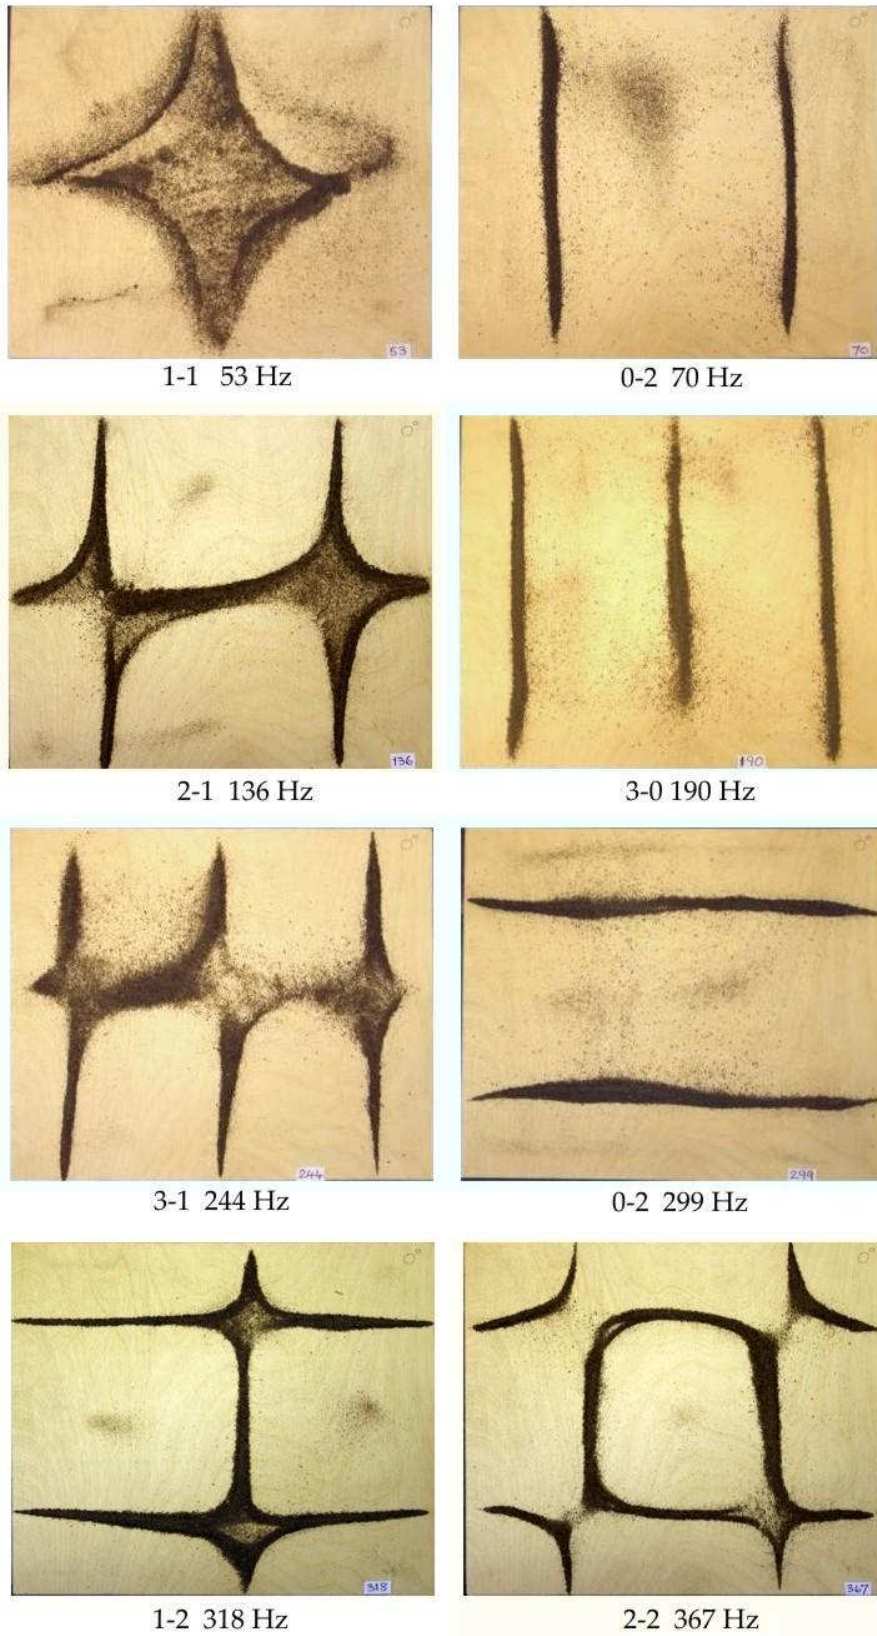 53
70
1-1 53 Hz
0-2 70 Hz
136
190
2-1 136 Hz
3-0 190 Hz
244
299
3-1 244 Hz
0-2 299 Hz
318
367
1-2 318 Hz
2-2 367 Hz